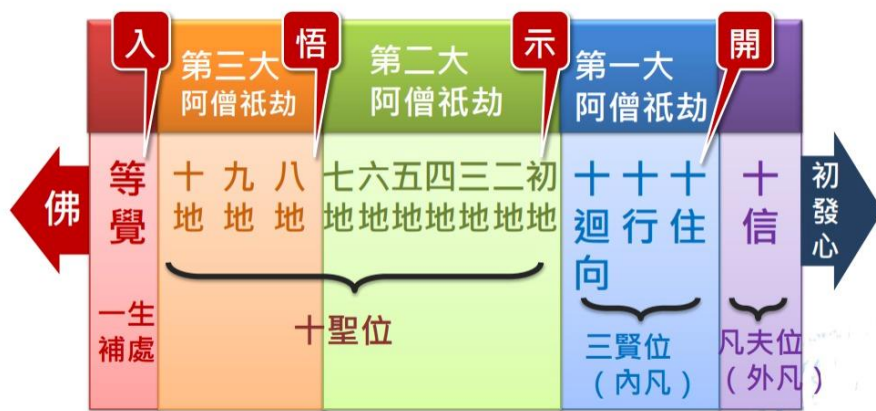 入
悟
示
開
第三大
阿僧祇劫
第二大
阿僧祇劫
第一大
阿僧祇劫
佛
等覺
十地
九地
八地
七地
六地
五地
四地
三地
二地
初地
十迴向
十行
十住
十信
初發心
一生
補處
十聖位
三賢位
（內凡）
凡夫位
（外凡）